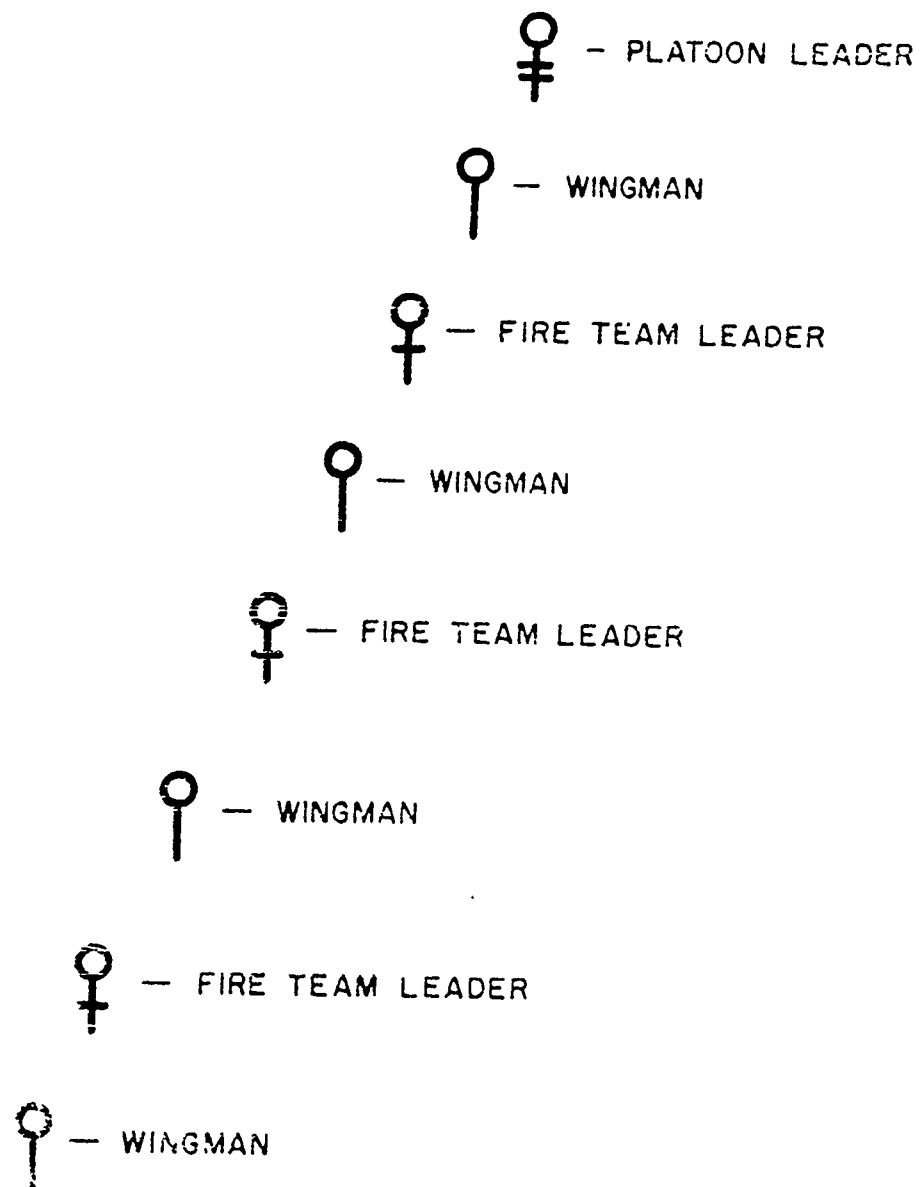 — PLATOON LEADER
— WINGMAN
— FIRE TEAM LEADER
— WINGMAN
— FIRE TEAM LEADER
— WINGMAN
— FIRE TEAM LEADER
— WINGMAN